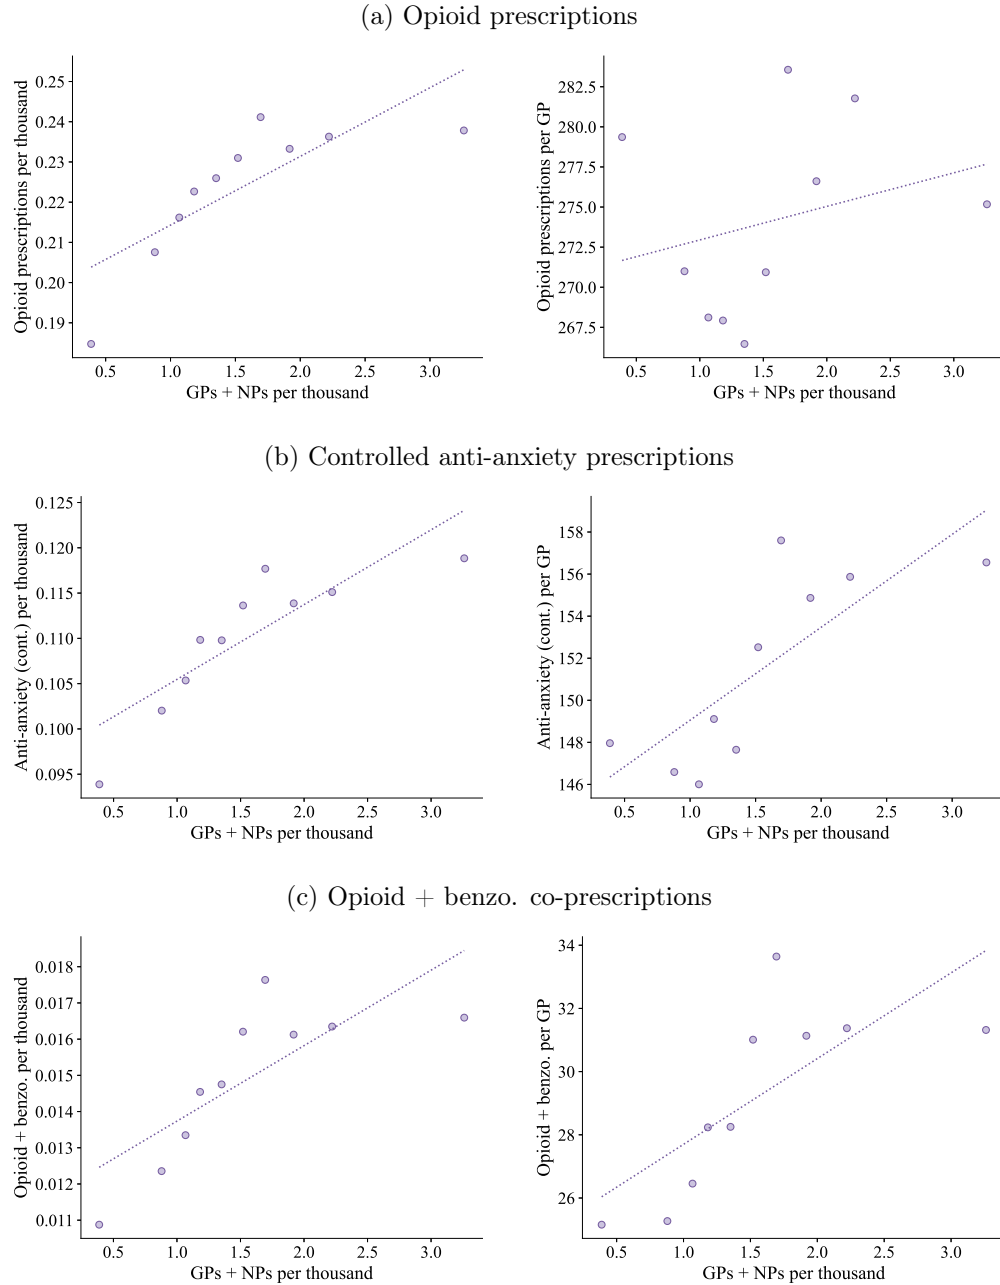 (a) Opioid prescriptions
Opioid prescriptions per thousand
0.25
0.24
0.23
0.22
0.21
0.20
0.19
0.5 1.0 1.5 2.0 2.5 3.0
GPs + NPs per thousand
Opioid prescriptions per GP
282.5
280.0
277.5
275.0
272.5
270.0
267.5
0.5 1.0 1.5 2.0 2.5 3.0
GPs + NPs per thousand
(b) Controlled anti-anxiety prescriptions
Anti-anxiety (cont.) per thousand
0.125
0.120
0.115
0.110
0.105
0.100
0.095
0.5 1.0 1.5 2.0 2.5 3.0
GPs + NPs per thousand
Anti-anxiety (cont.) per GP
158
156
154
152
150
148
146
0.5 1.0 1.5 2.0 2.5 3.0
GPs + NPs per thousand
(c) Opioid + benzo. co-prescriptions
Opioid + benzo. per thousand
0.018
0.017
0.016
0.015
0.014
0.013
0.012
0.011
0.5 1.0 1.5 2.0 2.5 3.0
GPs + NPs per thousand
Opioid + benzo. per GP
34
32
30
28
26
0.5 1.0 1.5 2.0 2.5 3.0
GPs + NPs per thousand